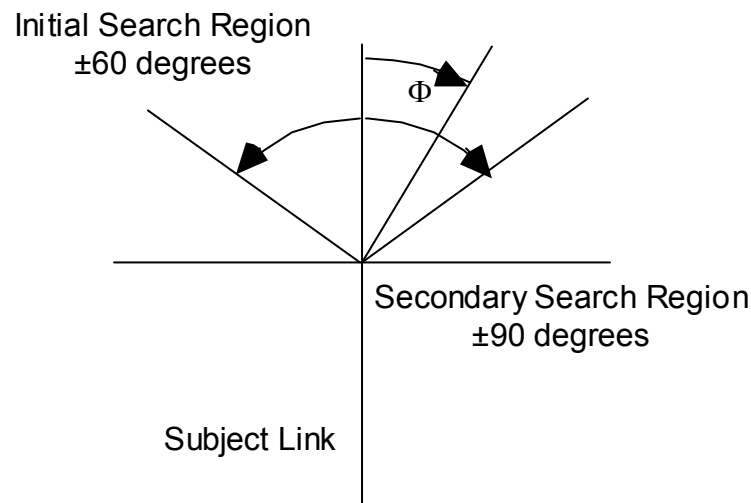 Initial Search Region
±60 degrees
Φ
Secondary Search Region
±90 degrees
Subject Link